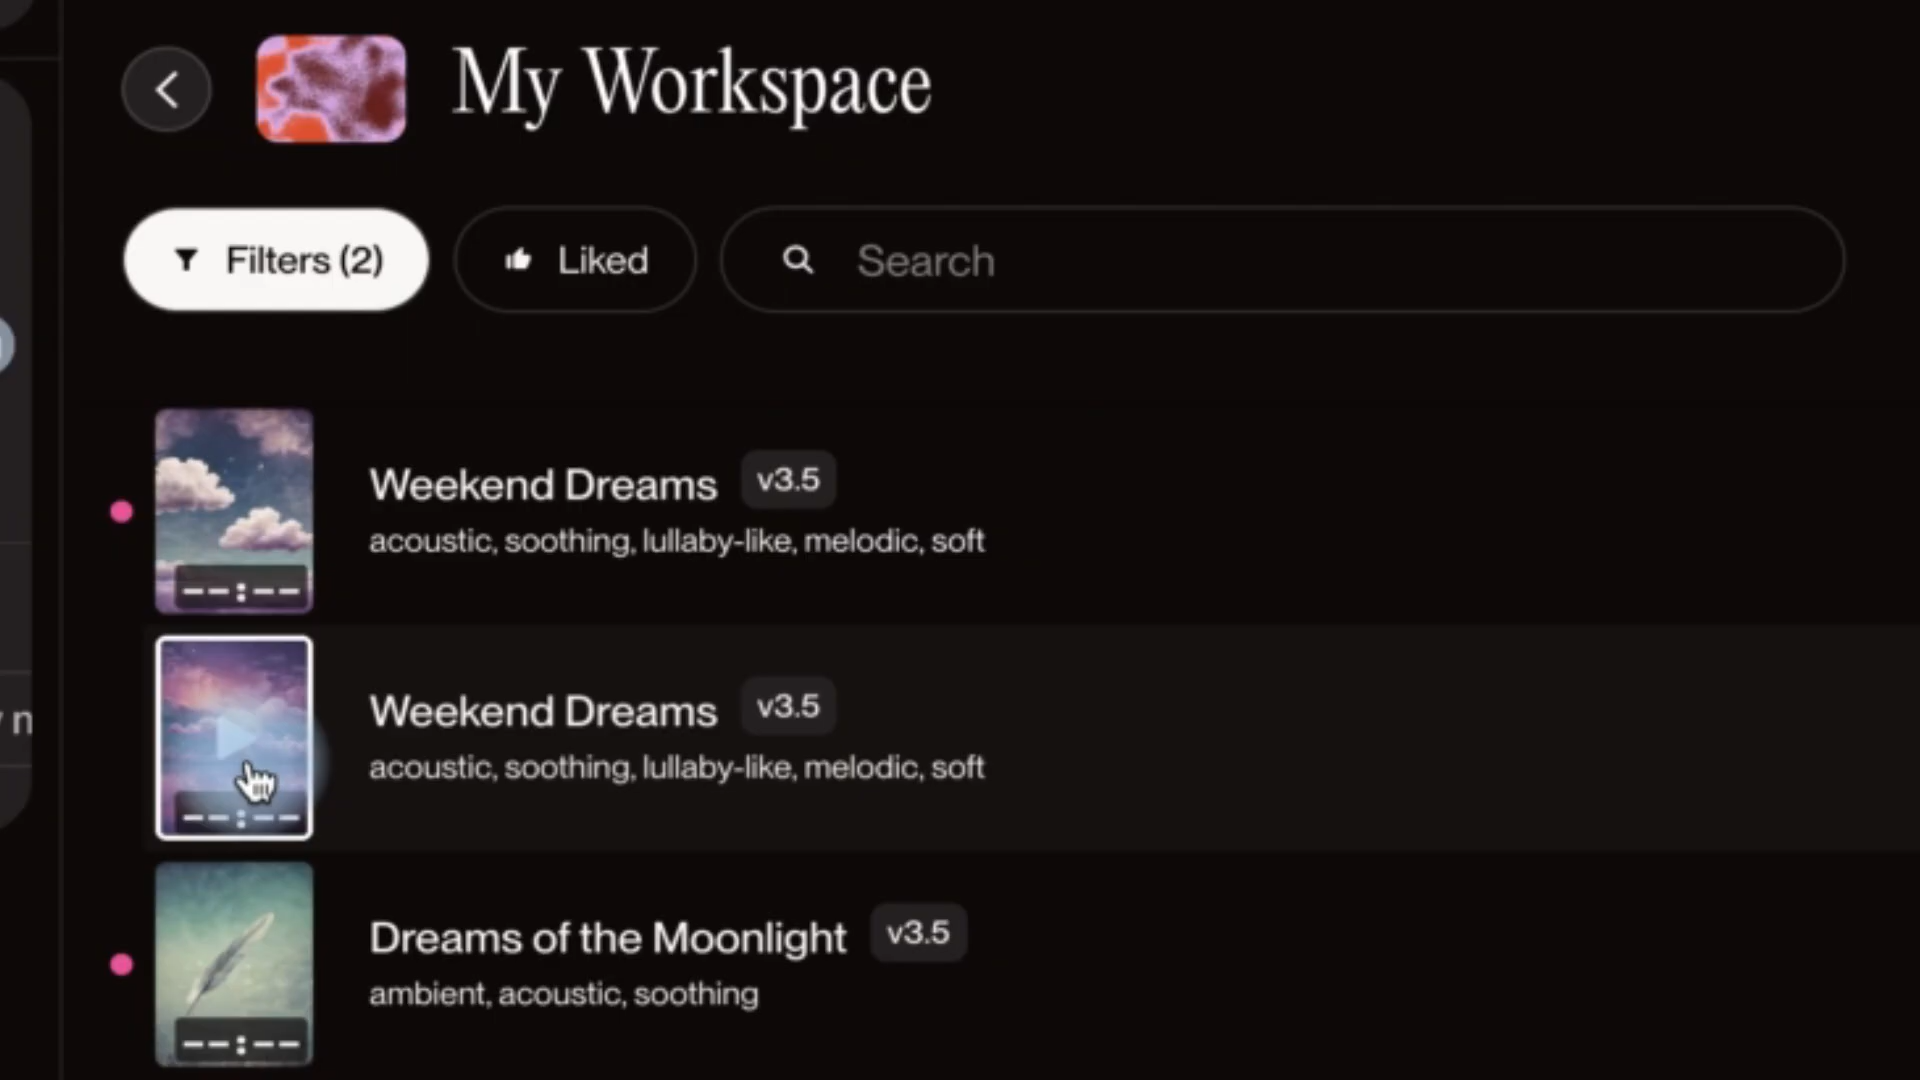 My Workspace
Filters (2)
Liked
Search
Weekend Dreams v3.5
acoustic, soothing, lullaby-like, melodic, soft
--:--
Weekend Dreams v3.5
acoustic, soothing, lullaby-like, melodic, soft
--:--
Dreams of the Moonlight v3.5
ambient, acoustic, soothing
--:--